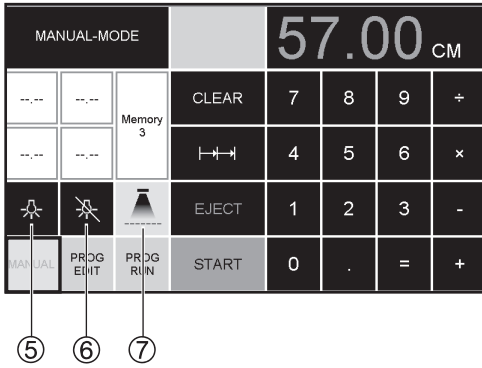 MANUAL-MODE
57.00 CM
--.-- --.-- Memory 3 CLEAR 7 8 9 ÷
--.-- --.-- 4 5 6 ×
EJECT 1 2 3 -
MANUAL PROG EDIT PROG RUN START 0 . = +
⑤ ⑥ ⑦